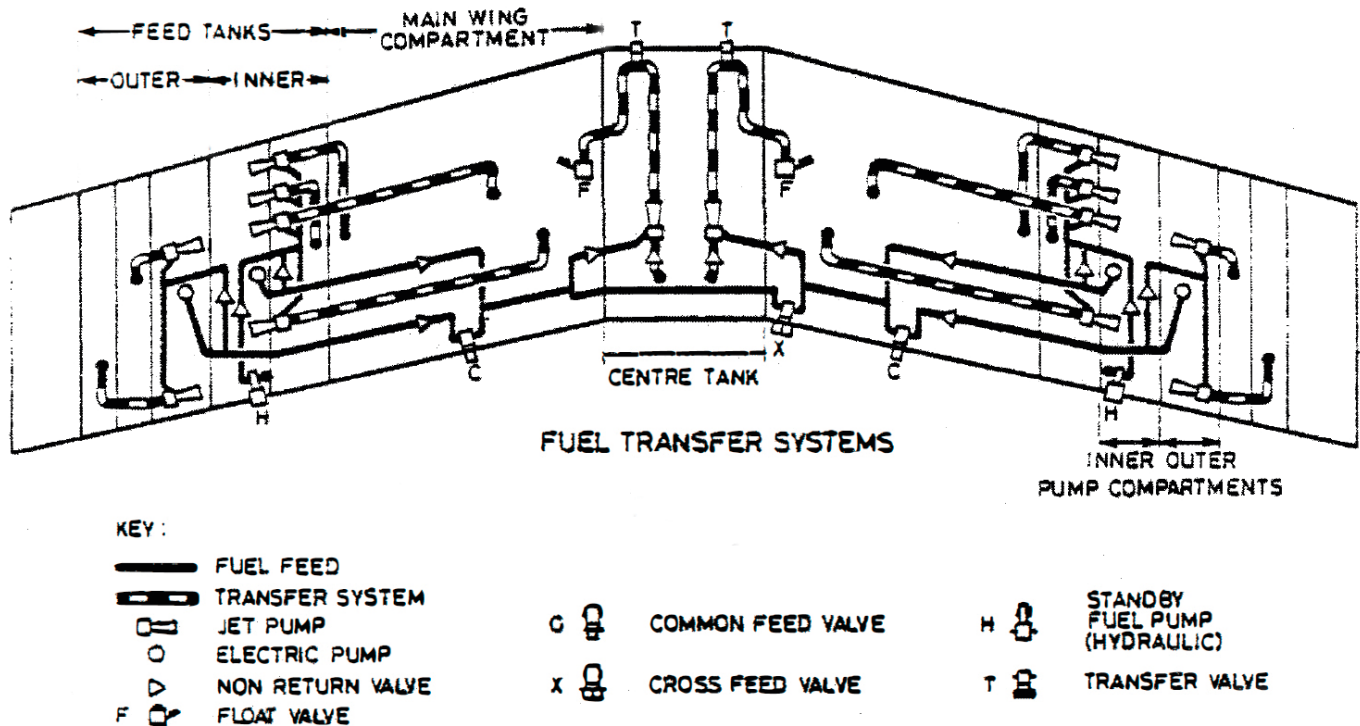 FEED TANKS
MAIN WING
COMPARTMENT
OUTER
INNER
T
T
F
F
C
X
C
H
H
CENTRE TANK
FUEL TRANSFER SYSTEMS
INNER OUTER
PUMP COMPARTMENTS
KEY :
FUEL FEED
TRANSFER SYSTEM
JET PUMP
ELECTRIC PUMP
NON RETURN VALVE
F FLOAT VALVE
C COMMON FEED VALVE
X CROSS FEED VALVE
H STANDBY
FUEL PUMP
(HYDRAULIC)
T TRANSFER VALVE